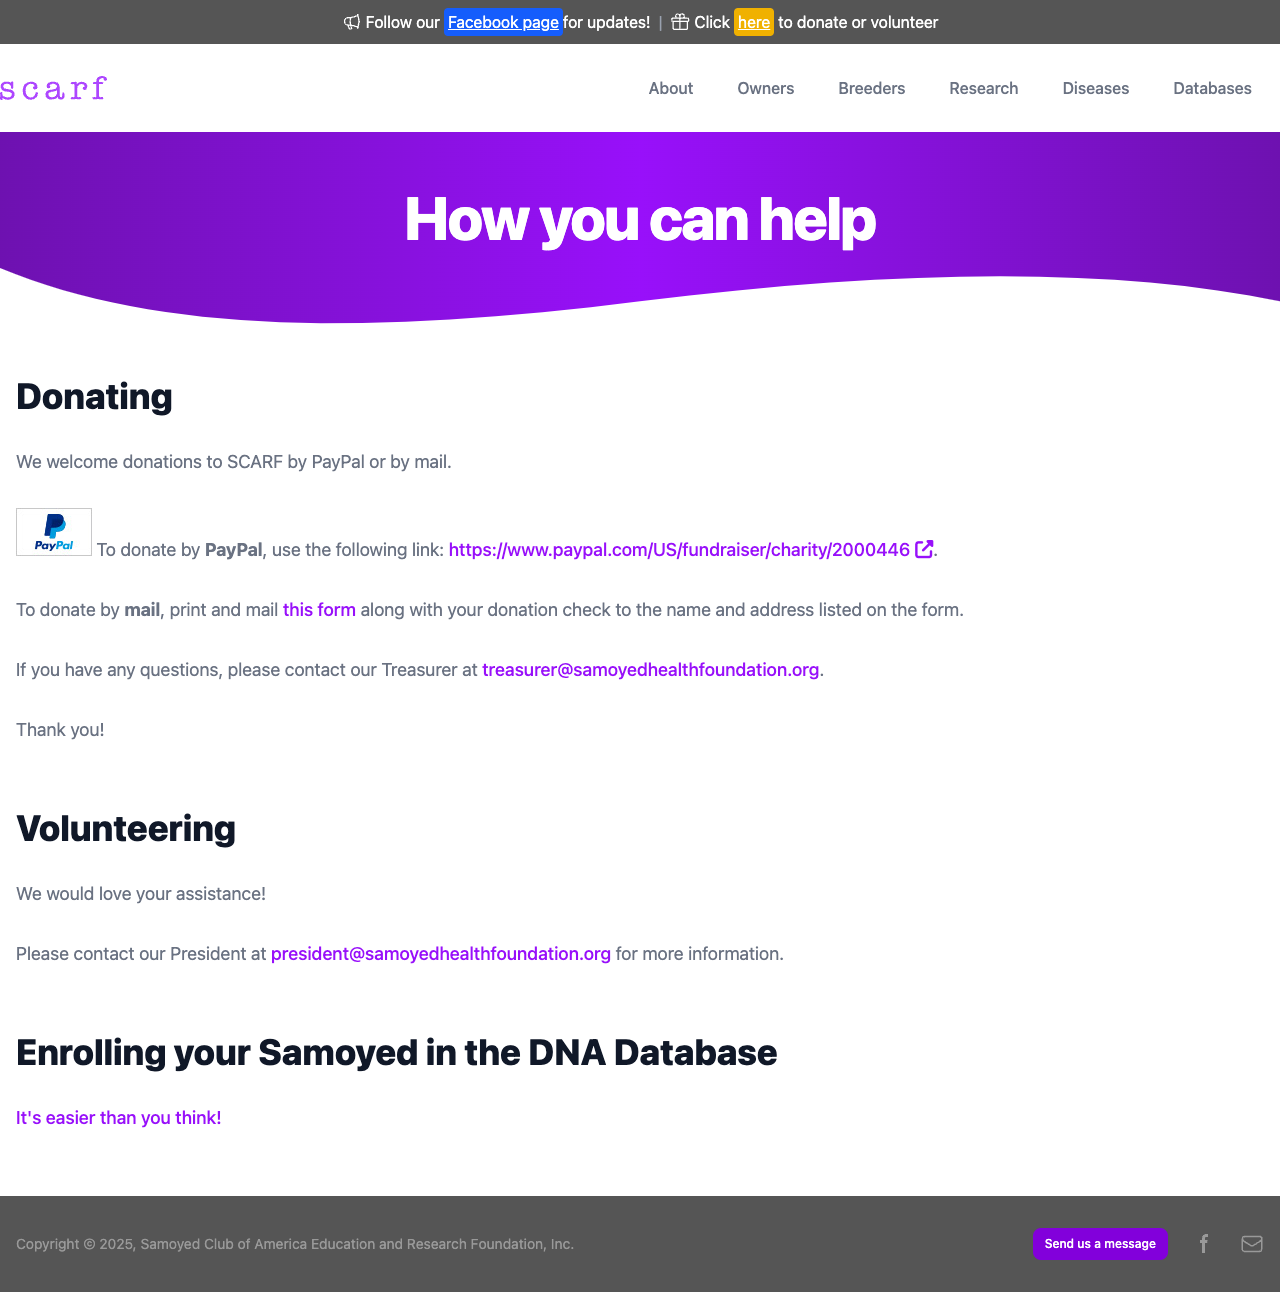 Follow our Facebook page for updates! | Click here to donate or volunteer
scarf
About Owners Breeders Research Diseases Databases
How you can help
Donating
We welcome donations to SCARF by PayPal or by mail.
PayPal To donate by PayPal, use the following link: https://www.paypal.com/US/fundraiser/charity/2000446.
To donate by mail, print and mail this form along with your donation check to the name and address listed on the form.
If you have any questions, please contact our Treasurer at treasurer@samoyedhealthfoundation.org.
Thank you!
Volunteering
We would love your assistance!
Please contact our President at president@samoyedhealthfoundation.org for more information.
Enrolling your Samoyed in the DNA Database
It's easier than you think!
Copyright © 2025, Samoyed Club of America Education and Research Foundation, Inc. Send us a message